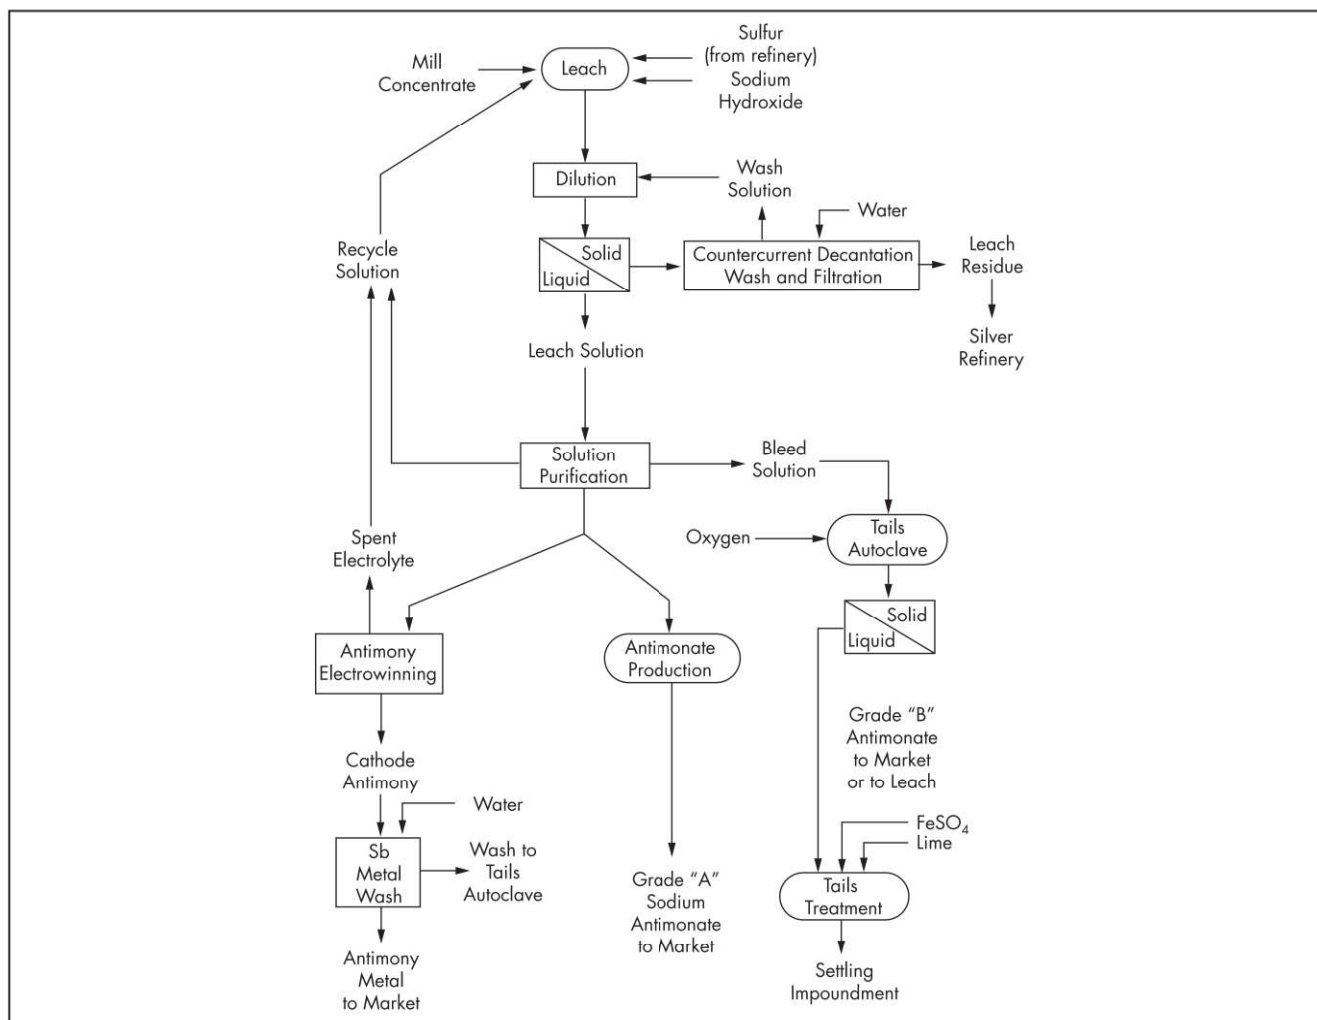 Sulfur
(from refinery)
Mill
Concentrate
Leach
Sodium
Hydroxide
Dilution
Wash
Solution
Water
Recycle
Solution
Solid
Liquid
Countercurrent Decantation
Wash and Filtration
Leach
Residue
Leach Solution
Silver
Refinery
Solution
Purification
Bleed
Solution
Spent
Electrolyte
Oxygen
Tails
Autoclave
Solid
Liquid
Antimony
Electrowinning
Antimonate
Production
Grade “B”
Antimonate
to Market
or to Leach
Cathode
Antimony
Water
FeSO₄
Lime
Sb
Metal
Wash
Wash to
Tails
Autoclave
Grade “A”
Sodium
Antimonate
to Market
Tails
Treatment
Antimony
Metal
to Market
Settling
Impoundment